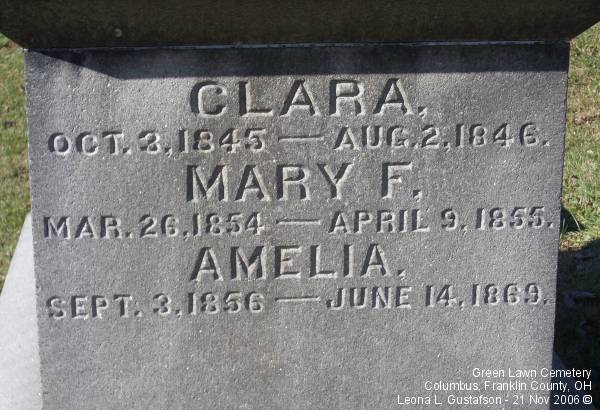 CLARA,
OCT. 3, 1845 — AUG. 2, 1846.
MARY F,
MAR. 26, 1854 — APRIL 9, 1855.
AMELIA,
SEPT. 3, 1856 — JUNE 14, 1869.
Green Lawn Cemetery
Columbus, Franklin County, OH
Leona L. Gustafson - 21 Nov 2006 ©